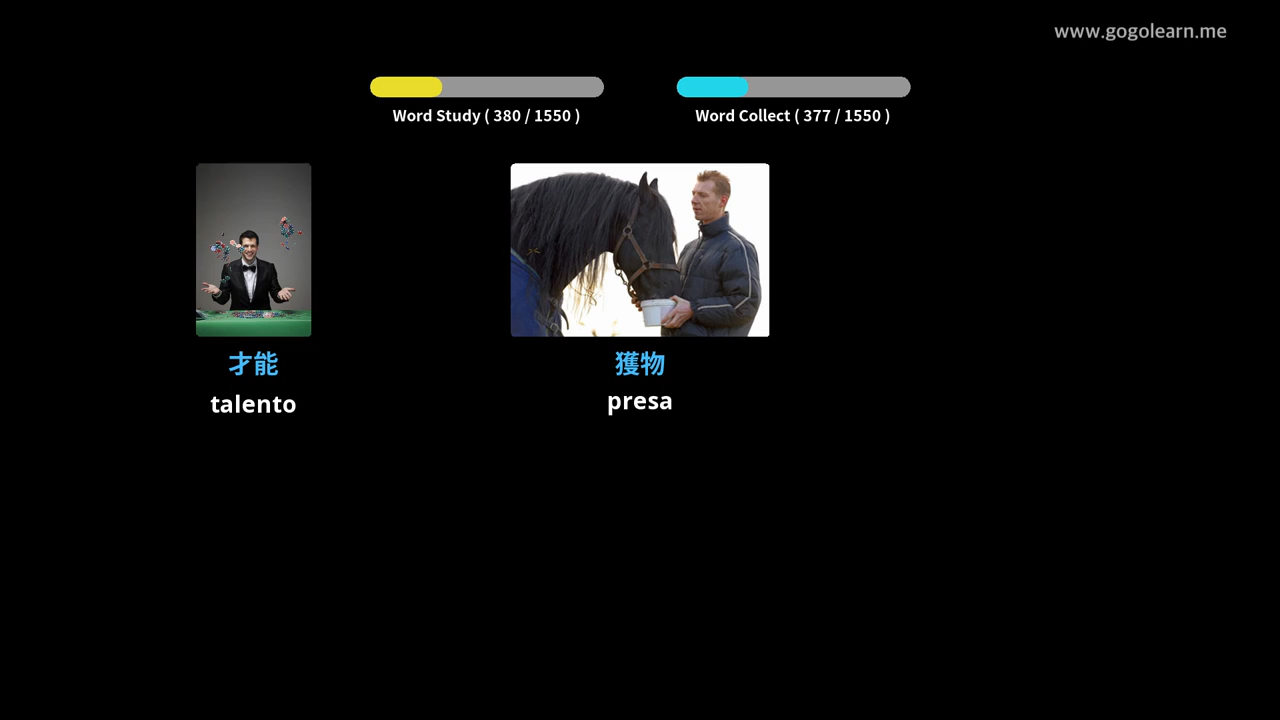 www.gogolearn.me
Word Study ( 380 / 1550 )
Word Collect ( 377 / 1550 )
才能
talento
獲物
presa